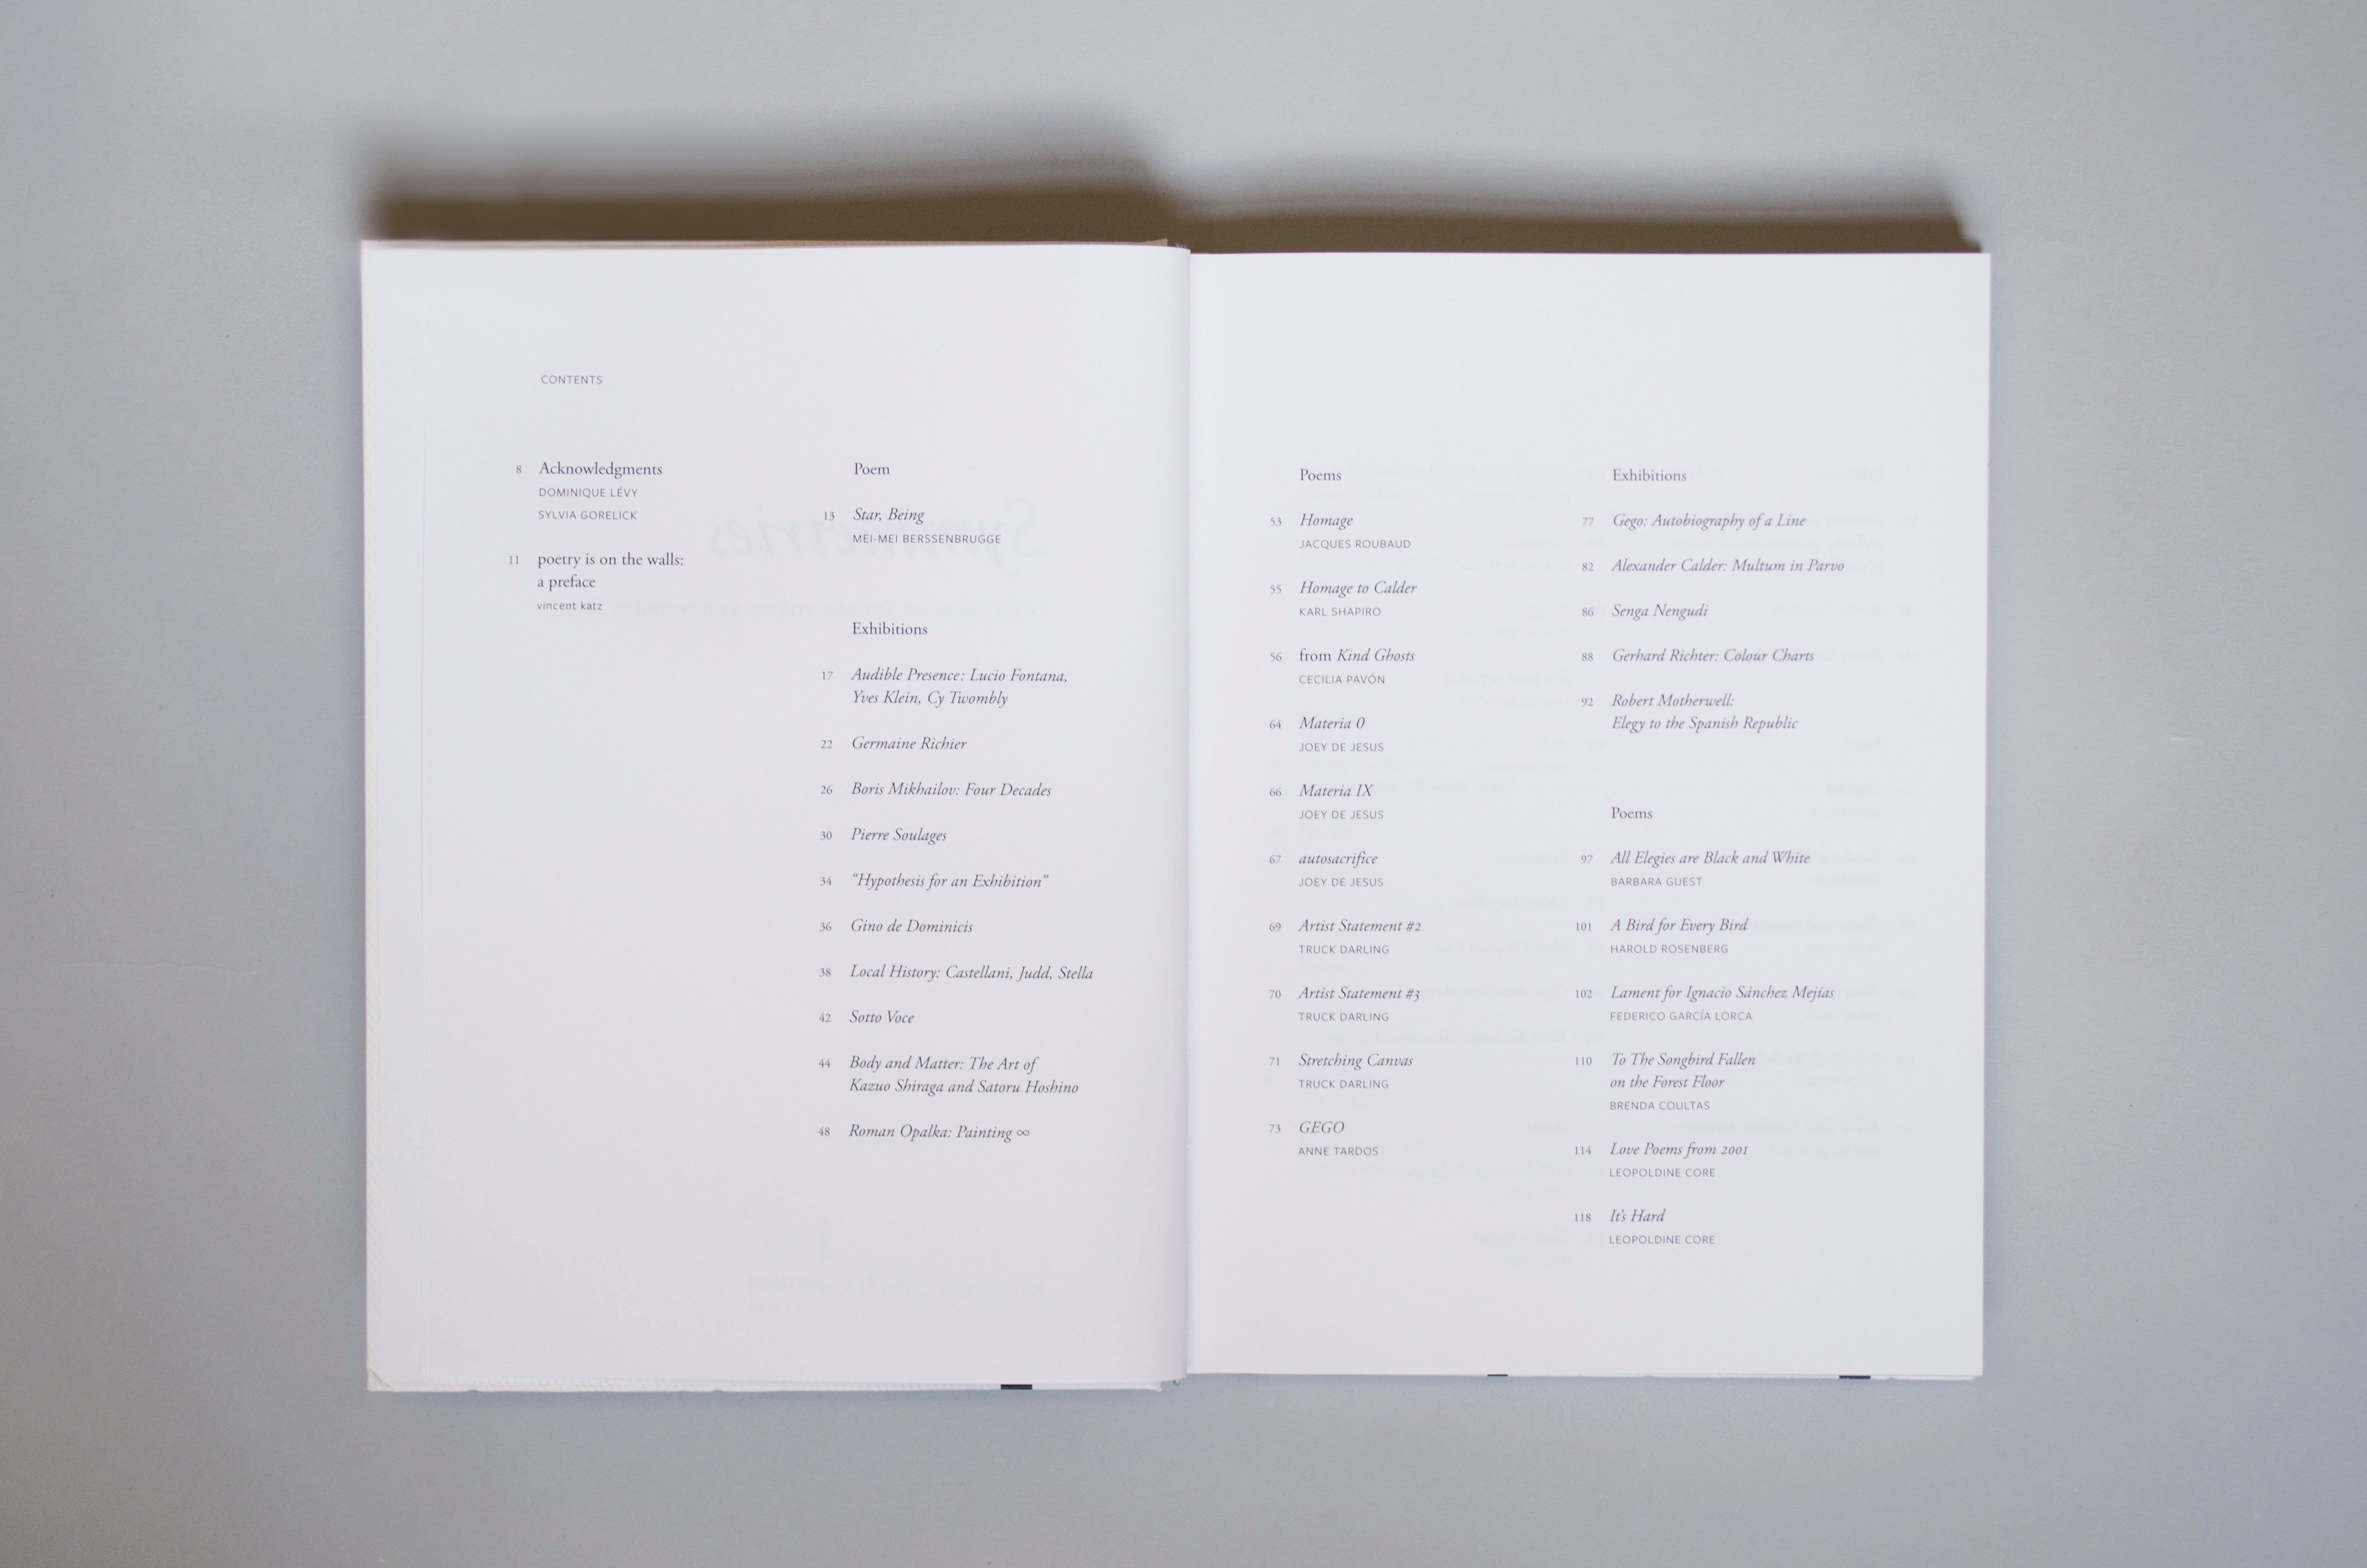 CONTENTS
8 Acknowledgments
DOMINIQUE LÉVY
SYLVIA GORELICK
11 poetry is on the walls:
a preface
vincent katz
Poem
13 Star, Being
MEI-MEI BERSSENBRUGGE
Exhibitions
17 Audible Presence: Lucio Fontana,
Yves Klein, Cy Twombly
22 Germaine Richier
26 Boris Mikhailov: Four Decades
30 Pierre Soulages
34 “Hypothesis for an Exhibition”
36 Gino de Dominicis
38 Local History: Castellani, Judd, Stella
42 Sotto Voce
44 Body and Matter: The Art of
Kazuo Shiraga and Satoru Hoshino
48 Roman Opalka: Painting ∞
Poems
53 Homage
JACQUES ROUBAUD
55 Homage to Calder
KARL SHAPIRO
56 from Kind Ghosts
CECILIA PAVÓN
64 Materia 0
JOEY DE JESUS
66 Materia IX
JOEY DE JESUS
67 autosacrifice
JOEY DE JESUS
69 Artist Statement #2
TRUCK DARLING
70 Artist Statement #3
TRUCK DARLING
71 Stretching Canvas
TRUCK DARLING
73 GEGO
ANNE TARDOS
Exhibitions
77 Gego: Autobiography of a Line
82 Alexander Calder: Multum in Parvo
86 Senga Nengudi
88 Gerhard Richter: Colour Charts
92 Robert Motherwell:
Elegy to the Spanish Republic
Poems
97 All Elegies are Black and White
BARBARA GUEST
101 A Bird for Every Bird
HAROLD ROSENBERG
102 Lament for Ignacio Sánchez Mejías
FEDERICO GARCÍA LORCA
110 To The Songbird Fallen
on the Forest Floor
BRENDA COULTAS
114 Love Poems from 2001
LEOPOLDINE CORE
118 It’s Hard
LEOPOLDINE CORE